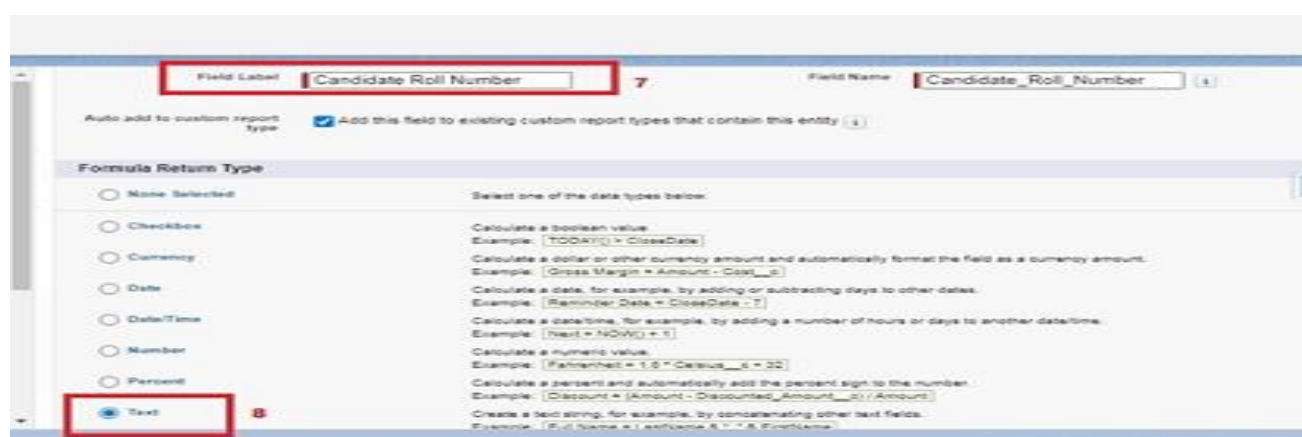 Field Label Candidate Roll Number 7 Field Name Candidate_Roll_Number i
Auto add to custom report type Add this field to existing custom report types that contain this entity i
Formula Return Type
None Selected Select one of the data types below.
Checkbox Calculate a boolean value
Example: TODAY() > CloseDate
Currency Calculate a dollar or other currency amount and automatically format the field as a currency amount.
Example: Gross Margin = Amount - Cost__c
Date Calculate a date, for example, by adding or subtracting days to other dates.
Example: Reminder Date = CloseDate - 7
Date/Time Calculate a date/time, for example, by adding a number of hours or days to another date/time.
Example: Next = NOW() + 1
Number Calculate a numeric value.
Example: Fahrenheit = 1.8 * Celsius__c + 32
Percent Calculate a percent and automatically add the percent sign to the number.
Example: Discount = (Amount - Discounted_Amount__c) / Amount
Text 8 Create a text string, for example, by concatenating other text fields.
Example: Full Name = LastName & ", " & FirstName